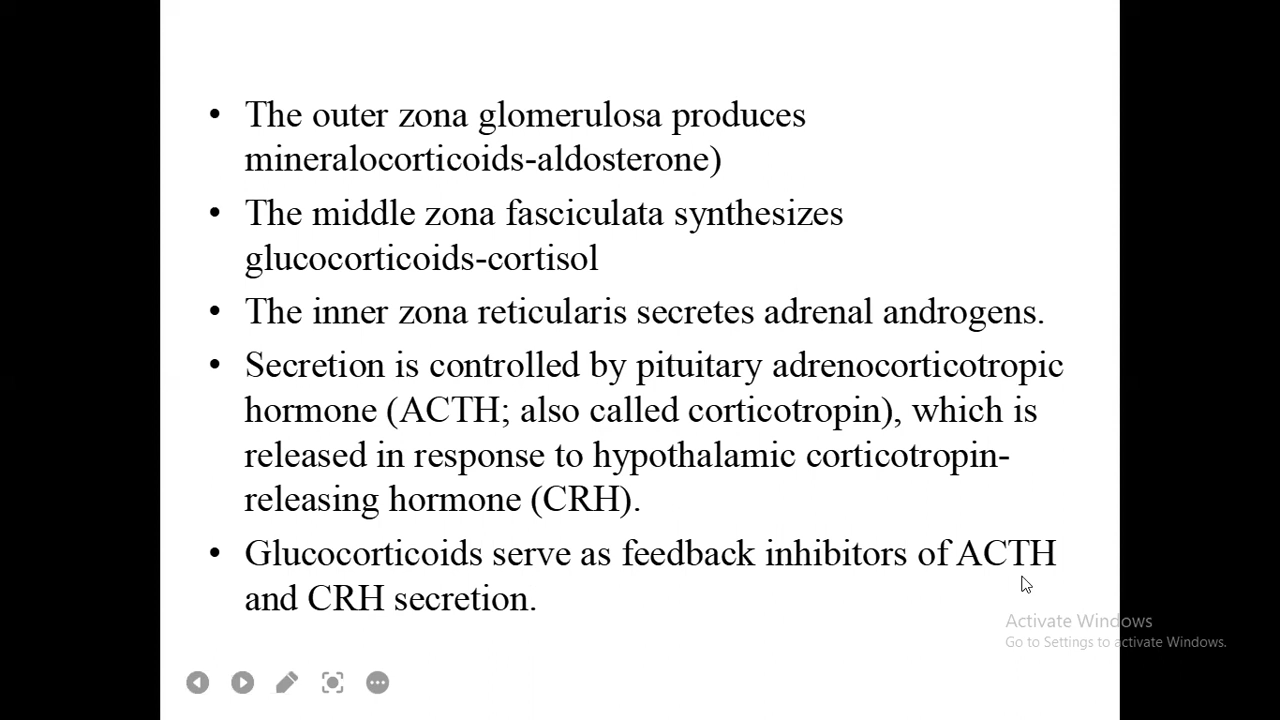 • The outer zona glomerulosa produces
mineralocorticoids-aldosterone)
• The middle zona fasciculata synthesizes
glucocorticoids-cortisol
• The inner zona reticularis secretes adrenal androgens.
• Secretion is controlled by pituitary adrenocorticotropic
hormone (ACTH; also called corticotropin), which is
released in response to hypothalamic corticotropin-
releasing hormone (CRH).
• Glucocorticoids serve as feedback inhibitors of ACTH
and CRH secretion.
Activate Windows
Go to Settings to activate Windows.